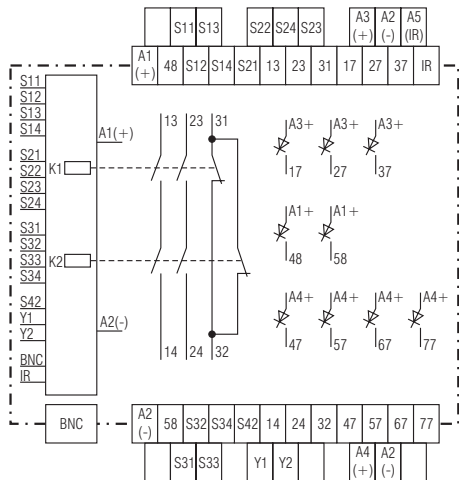 S11 S13 S22 S24 S23 A3 (+) A2 (-) A5 (IR)
A1 (+) 48 S12 S14 S21 13 23 31 17 27 37 IR
S11
S12
S13
S14
A1(+)
S21
K1
S22
S23
S24
S31
S32
K2
S33
S34
S42
Y1
A2(-)
Y2
BNC
IR
13 23 31
14 24 32
A3+ A3+ A3+
17 27 37
A1+ A1+
48 58
A4+ A4+ A4+ A4+
47 57 67 77
BNC
A2 (-) 58 S32 S34 S42 14 24 32 47 57 67 77
S31 S33 Y1 Y2 A4 (+) A2 (-)